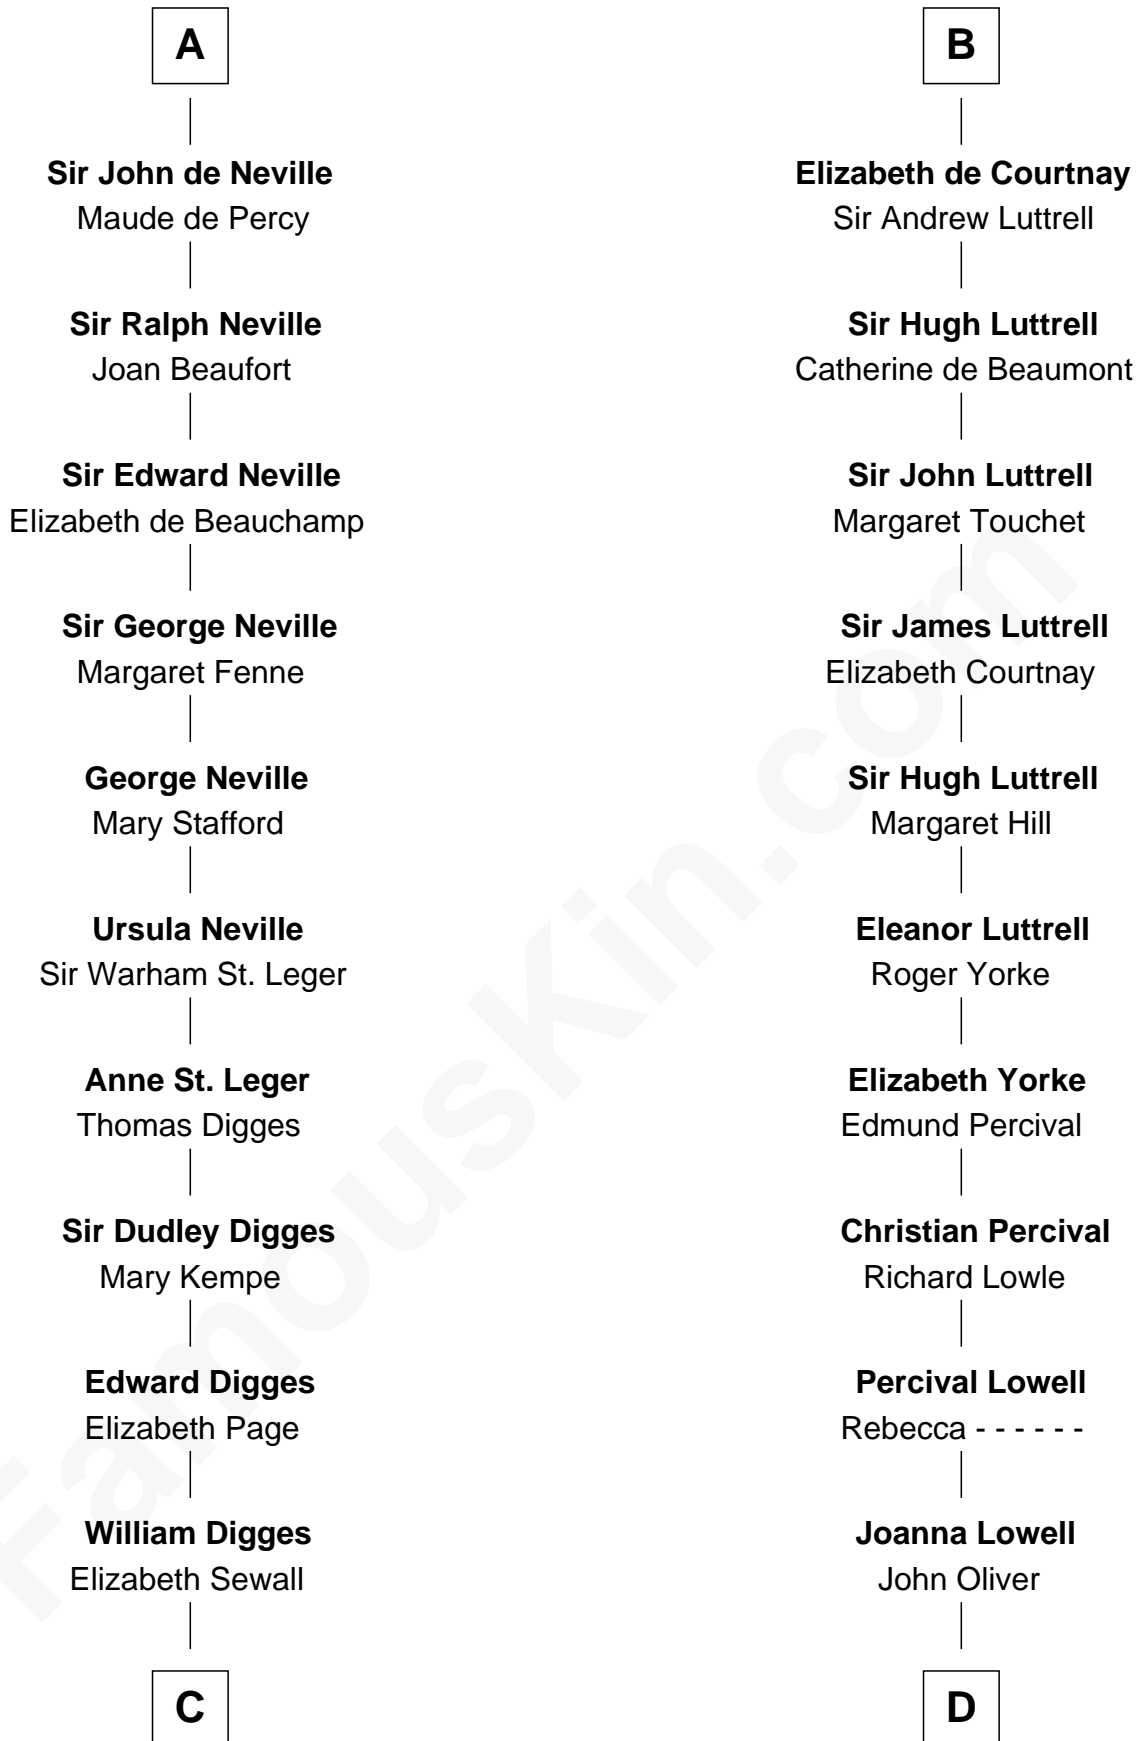 A
Sir John de Neville
Maude de Percy
Sir Ralph Neville
Joan Beaufort
Sir Edward Neville
Elizabeth de Beauchamp
Sir George Neville
Margaret Fenne
George Neville
Mary Stafford
Ursula Neville
Sir Warham St. Leger
Anne St. Leger
Thomas Digges
Sir Dudley Digges
Mary Kempe
Edward Digges
Elizabeth Page
William Digges
Elizabeth Sewall
C
B
Elizabeth de Courtnay
Sir Andrew Luttrell
Sir Hugh Luttrell
Catherine de Beaumont
Sir John Luttrell
Margaret Touchet
Sir James Luttrell
Elizabeth Courtnay
Sir Hugh Luttrell
Margaret Hill
Eleanor Luttrell
Roger Yorke
Elizabeth Yorke
Edmund Percival
Christian Percival
Richard Lowle
Percival Lowell
Rebecca - - - - - -
Joanna Lowell
John Oliver
D
FamousKin.com